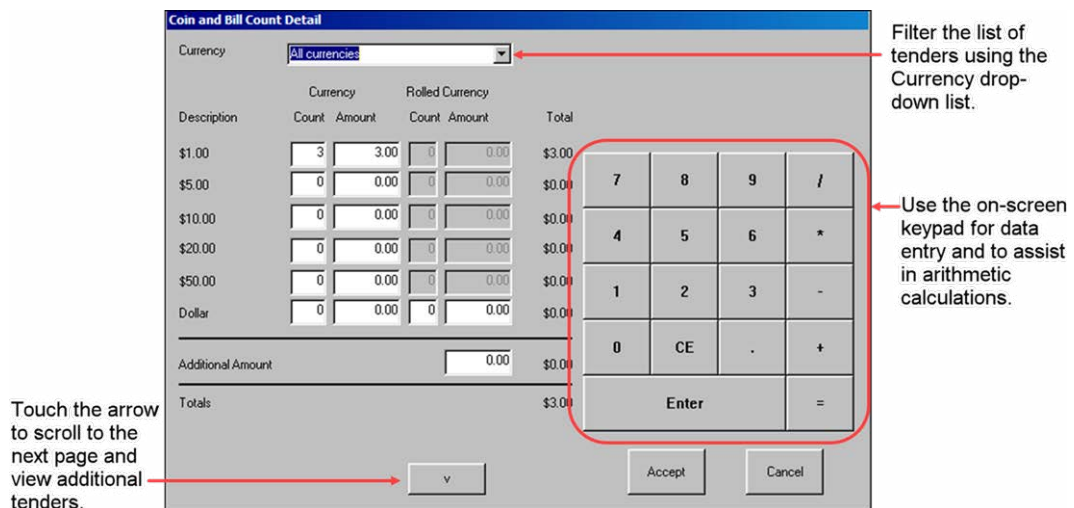 Coin and Bill Count Detail
Currency All currencies
Filter the list of
tenders using the
Currency drop-
down list.
Currency Rolled Currency
Description Count Amount Count Amount Total
$1.00 3 3.00 0 0.00 $3.00
$5.00 0 0.00 0 0.00 $0.00
$10.00 0 0.00 0 0.00 $0.00
$20.00 0 0.00 0 0.00 $0.00
$50.00 0 0.00 0 0.00 $0.00
Dollar 0 0.00 0 0.00 $0.00
Additional Amount 0.00 $0.00
Totals $3.00
7 8 9 /
4 5 6 *
1 2 3 -
0 CE . +
Enter =
Use the on-screen
keypad for data
entry and to assist
in arithmetic
calculations.
Touch the arrow
to scroll to the
next page and
view additional
tenders.
v Accept Cancel